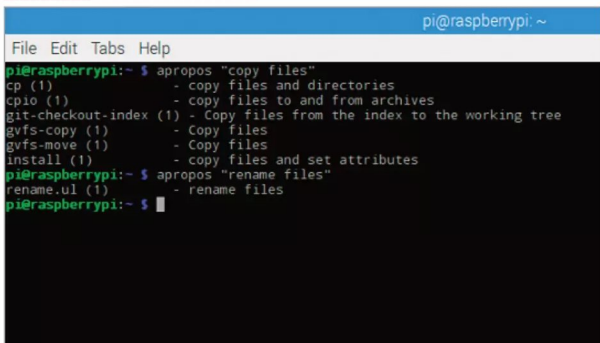 pi@raspberrypi: ~
File Edit Tabs Help
pi@raspberrypi:~ $ apropos "copy files"
cp (1) - copy files and directories
cpio (1) - copy files to and from archives
git-checkout-index (1) - Copy files from the index to the working tree
gvfs-copy (1) - Copy files
gvfs-move (1) - Copy files
install (1) - copy files and set attributes
pi@raspberrypi:~ $ apropos "rename files"
rename.ul (1) - rename files
pi@raspberrypi:~ $